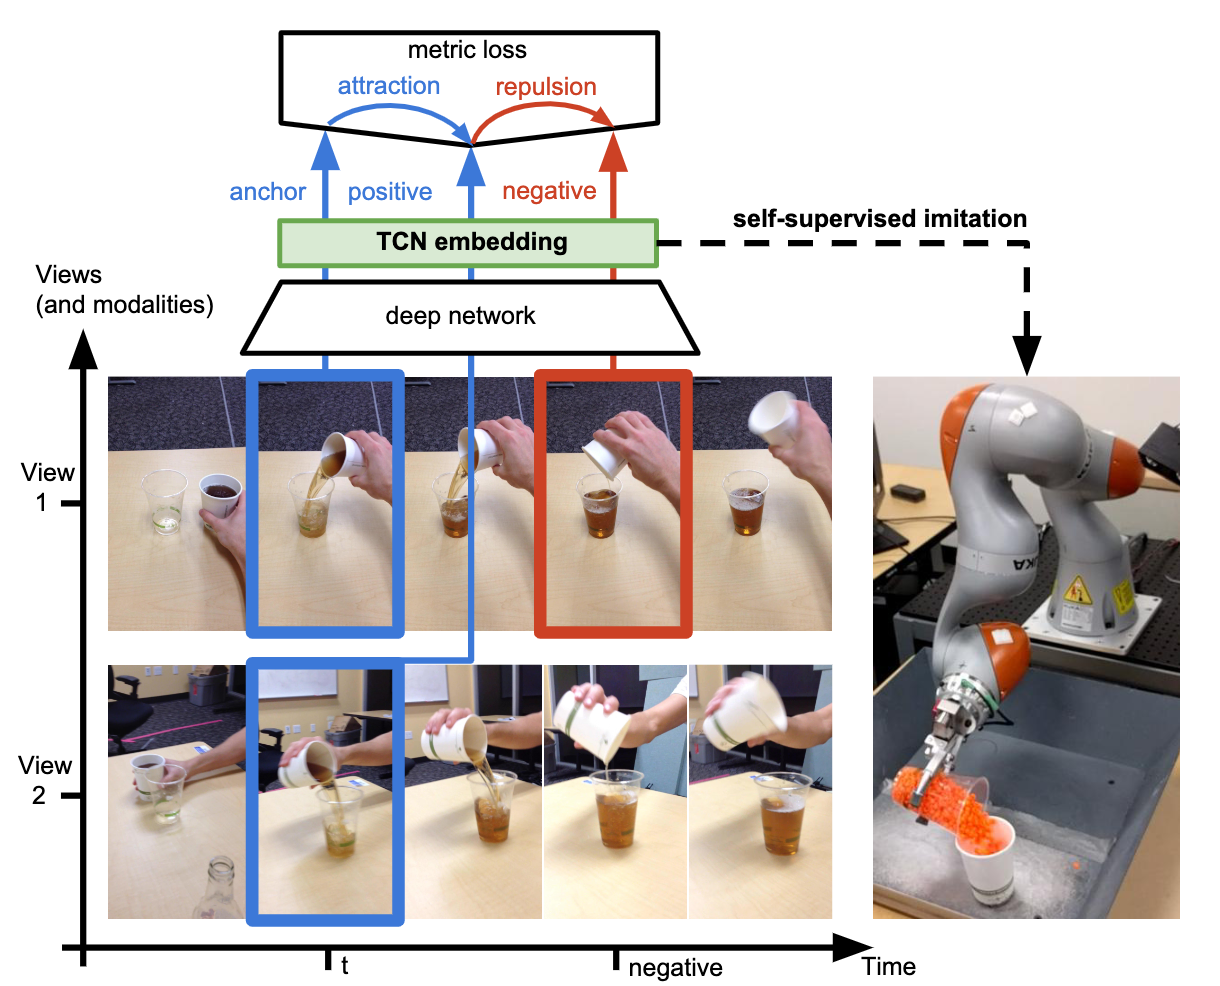 metric loss
attraction
repulsion
anchor
positive
negative
self-supervised imitation
TCN embedding
Views
(and modalities)
deep network
View
1
KUKA
View
2
t
negative
Time